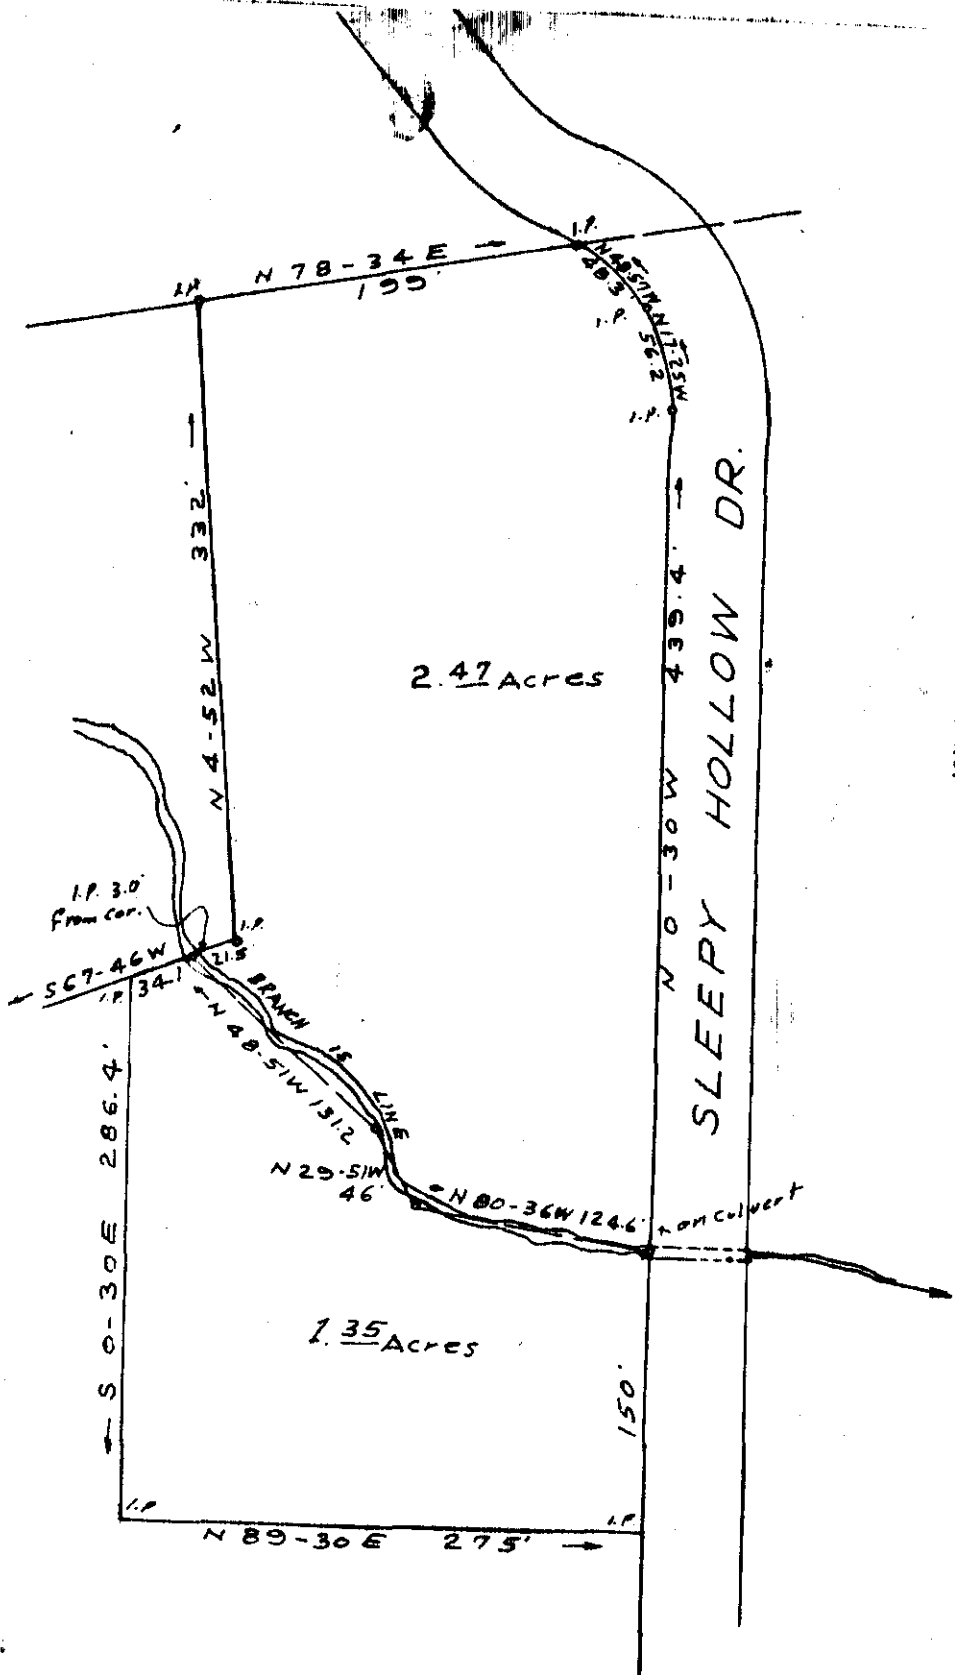 I.P.
N 78-34 E
199'
I.P.
N 48-57 W
48.3'
I.P.
N 17-25 W
56.2
I.P.
332'
N 4-52 W
439.4'
N 0-30 W
SLEEPY HOLLOW DR.
2.47 Acres
I.P. 3.0'
from cor.
I.P.
21.5
S 67-46 W
I.P.
34.1
BRANCH IS LINE
N 48-51 W 131.2
N 29-51 W
46'
N 80-36 W 124.6'
on culvert
S 0-30 E 286.4'
1.35 Acres
150'
I.P.
I.P.
N 89-30 E 275'